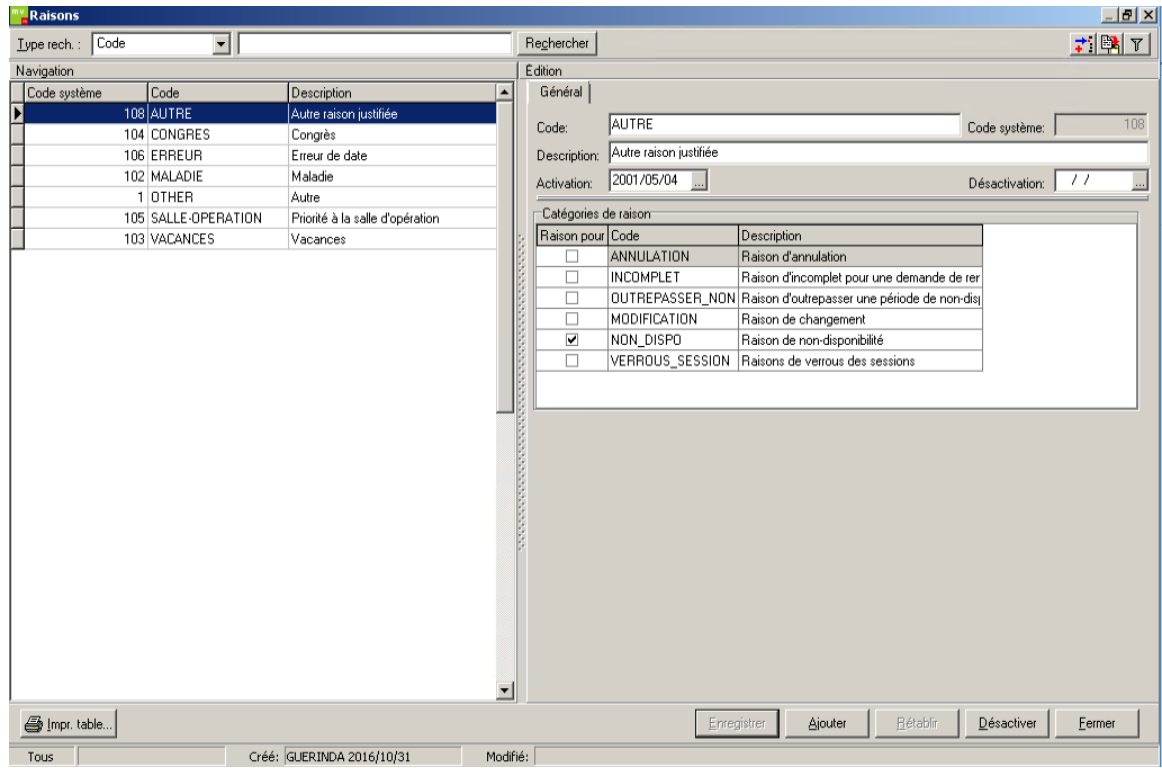 mv Raisons
Type rech. : Code Rechercher
Navigation
Code système Code Description
108 AUTRE Autre raison justifiée
104 CONGRES Congrès
106 ERREUR Erreur de date
102 MALADIE Maladie
1 OTHER Autre
105 SALLE-OPERATION Priorité à la salle d'opération
103 VACANCES Vacances
Édition
Général
Code: AUTRE Code système: 108
Description: Autre raison justifiée
Activation: 2001/05/04 ... Désactivation: / / ...
Catégories de raison
Raison pour Code Description
ANNULATION Raison d'annulation
INCOMPLET Raison d'incomplet pour une demande de rer
OUTREPASSER_NON Raison d'outrepasser une période de non-dis
MODIFICATION Raison de changement
NON_DISPO Raison de non-disponibilité
VERROUS_SESSION Raisons de verrous des sessions
Impr. table... Enregistrer Ajouter Rétablir Désactiver Fermer
Tous Créé: GUERINDA 2016/10/31 Modifié: